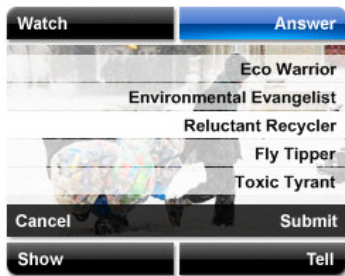 Watch Answer
Eco Warrior
Environmental Evangelist
Reluctant Recycler
Fly Tipper
Toxic Tyrant
Cancel Submit
Show Tell